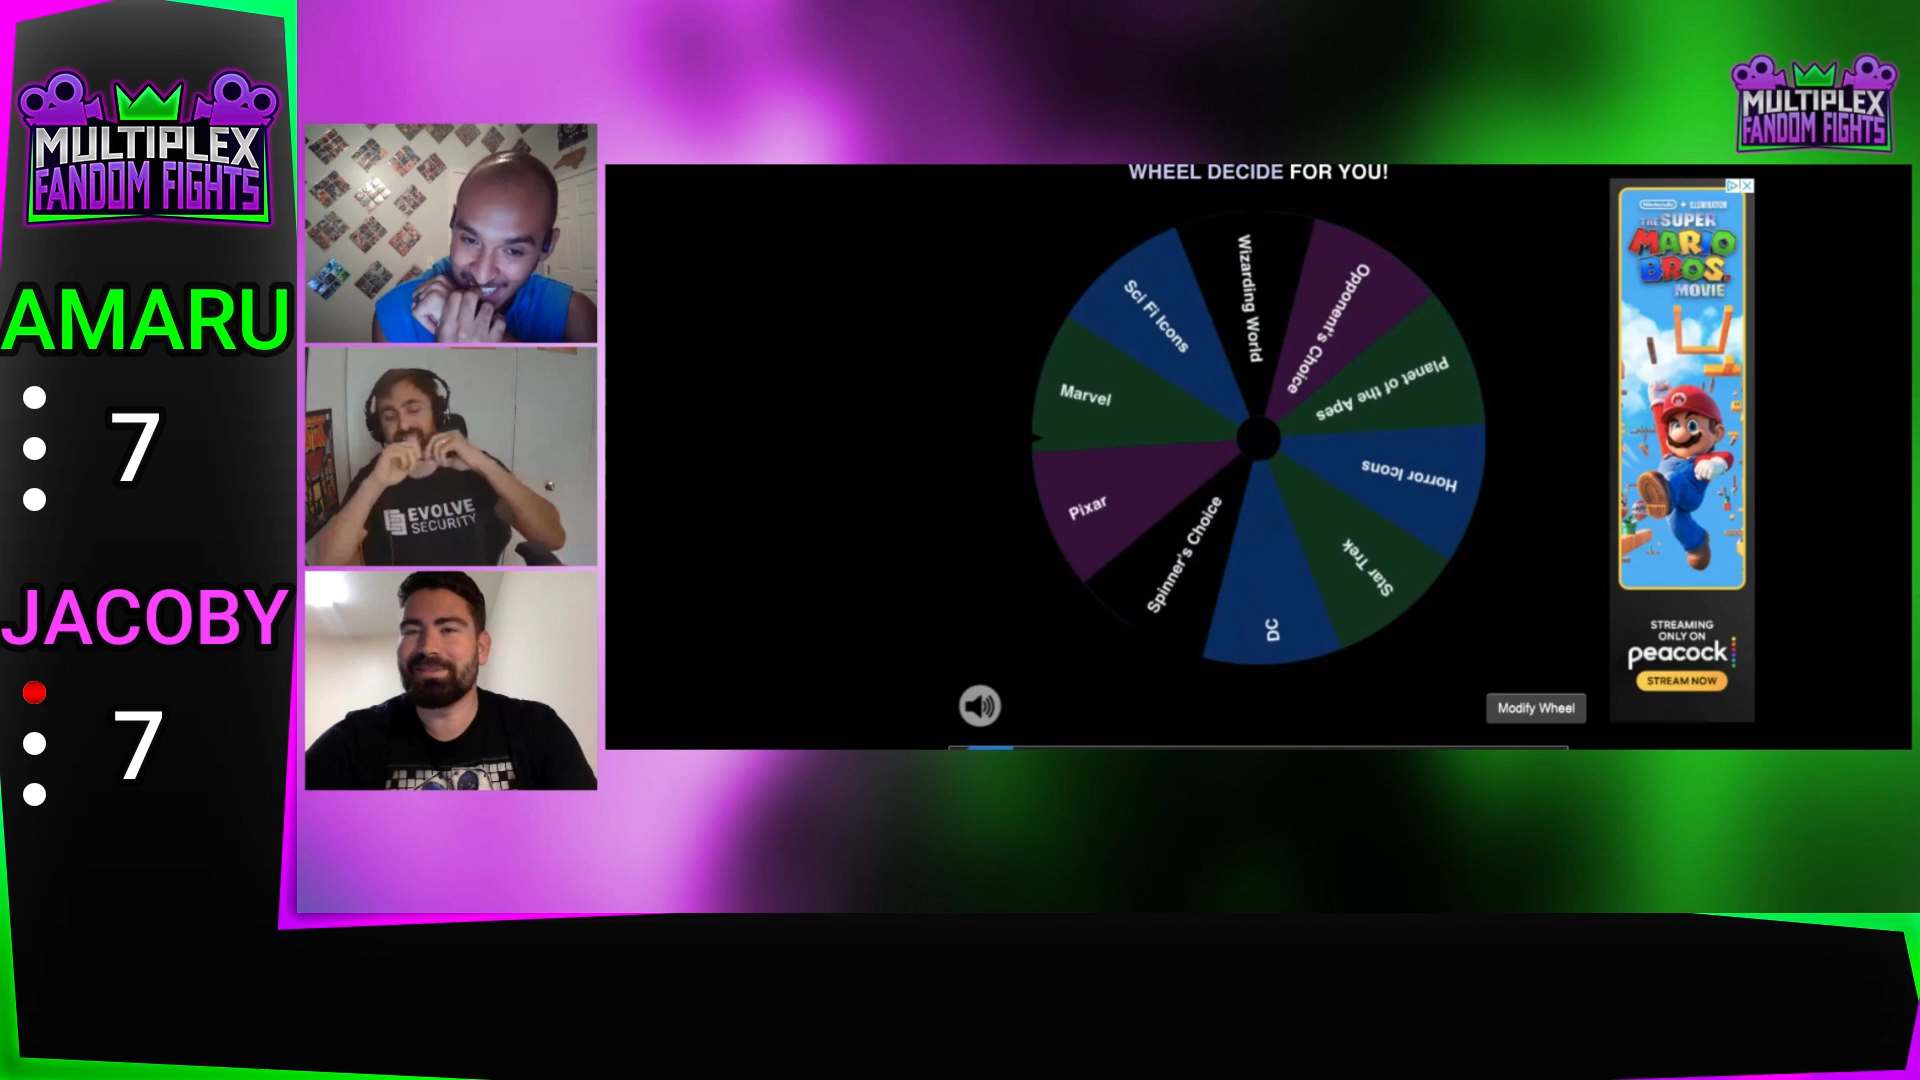 MULTIPLEX
FANDOM FIGHTS
AMARU
7
JACOBY
7
EVOLVE
SECURITY
WHEEL DECIDE FOR YOU!
Wizarding World
Opponent's Choice
Planet of the Apes
Horror Icons
Star Trek
DC
Spinner's Choice
Pixar
Marvel
Sci Fi Icons
Modify Wheel
MULTIPLEX
FANDOM FIGHTS
Nintendo + ILLUMINATION
THE SUPER
MARIO
BROS.
MOVIE
STREAMING
ONLY ON
peacock
STREAM NOW